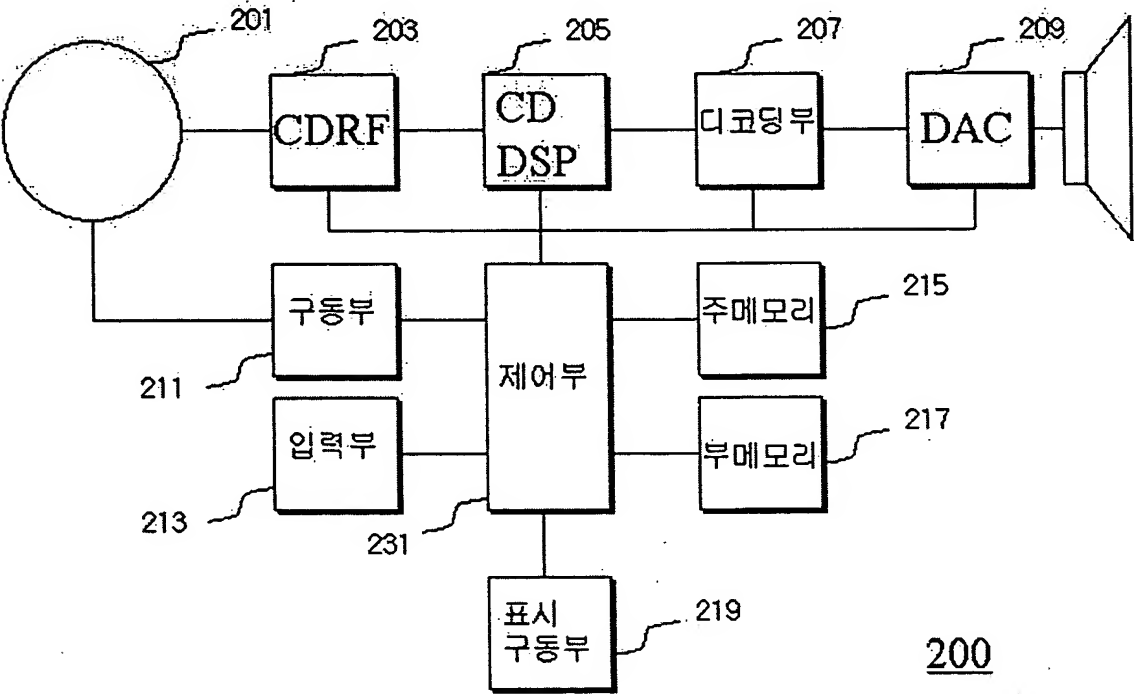 201
203
205
207
209
CDRF
CD
DSP
디코딩부
DAC
구동부
211
제어부
231
주메모리
215
입력부
213
부메모리
217
표시
구동부
219
200